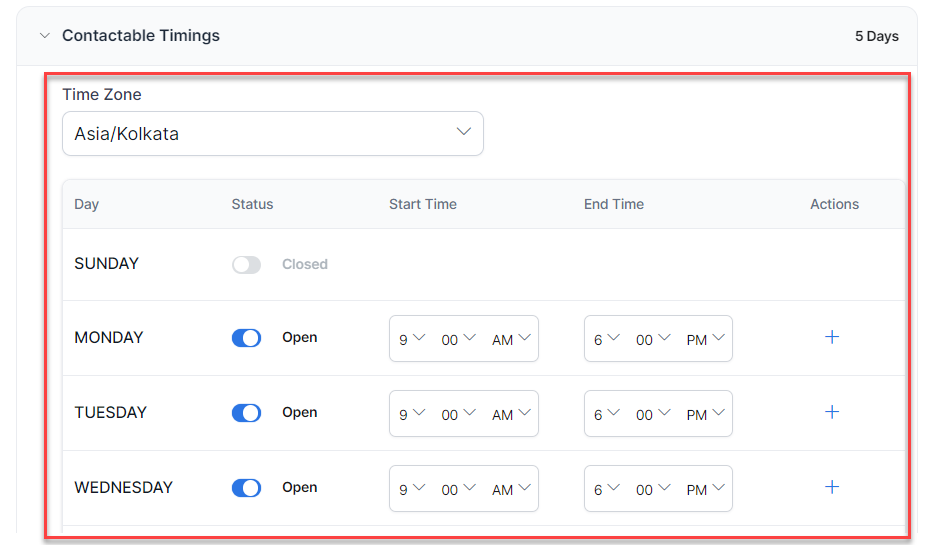 Contactable Timings 5 Days
Time Zone
Asia/Kolkata
Day Status Start Time End Time Actions
SUNDAY Closed
MONDAY Open 9 00 AM 6 00 PM
TUESDAY Open 9 00 AM 6 00 PM
WEDNESDAY Open 9 00 AM 6 00 PM